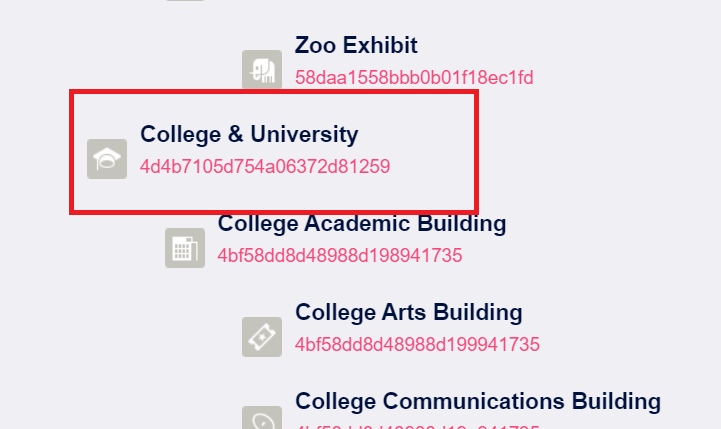 Zoo Exhibit
58daa1558bbb0b01f18ec1fd
College & University
4d4b7105d754a06372d81259
College Academic Building
4bf58dd8d48988d198941735
College Arts Building
4bf58dd8d48988d199941735
College Communications Building